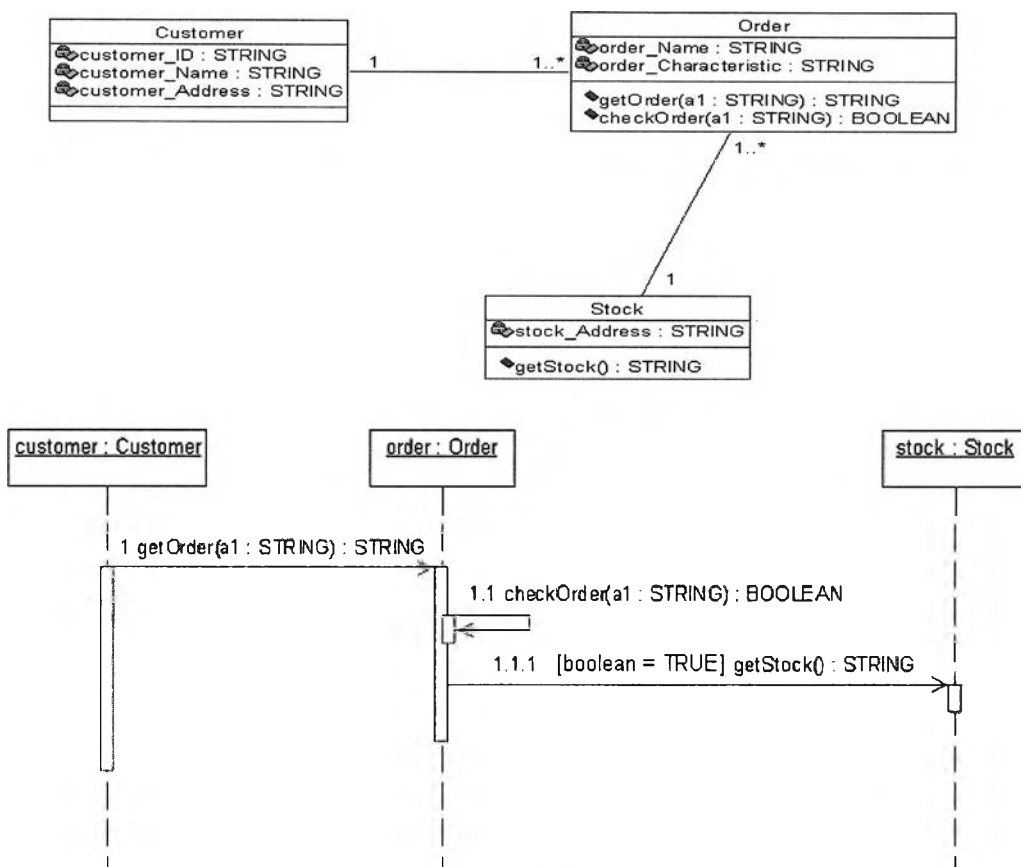 Customer
customer_ID : STRING
customer_Name : STRING
customer_Address : STRING
1
1..*
Order
order_Name : STRING
order_Characteristic : STRING
getOrder(a1 : STRING) : STRING
checkOrder(a1 : STRING) : BOOLEAN
1..*
1
Stock
stock_Address : STRING
getStock() : STRING
customer : Customer
order : Order
stock : Stock
1 getOrder(a1 : STRING) : STRING
1.1 checkOrder(a1 : STRING) : BOOLEAN
1.1.1 [boolean = TRUE] getStock() : STRING